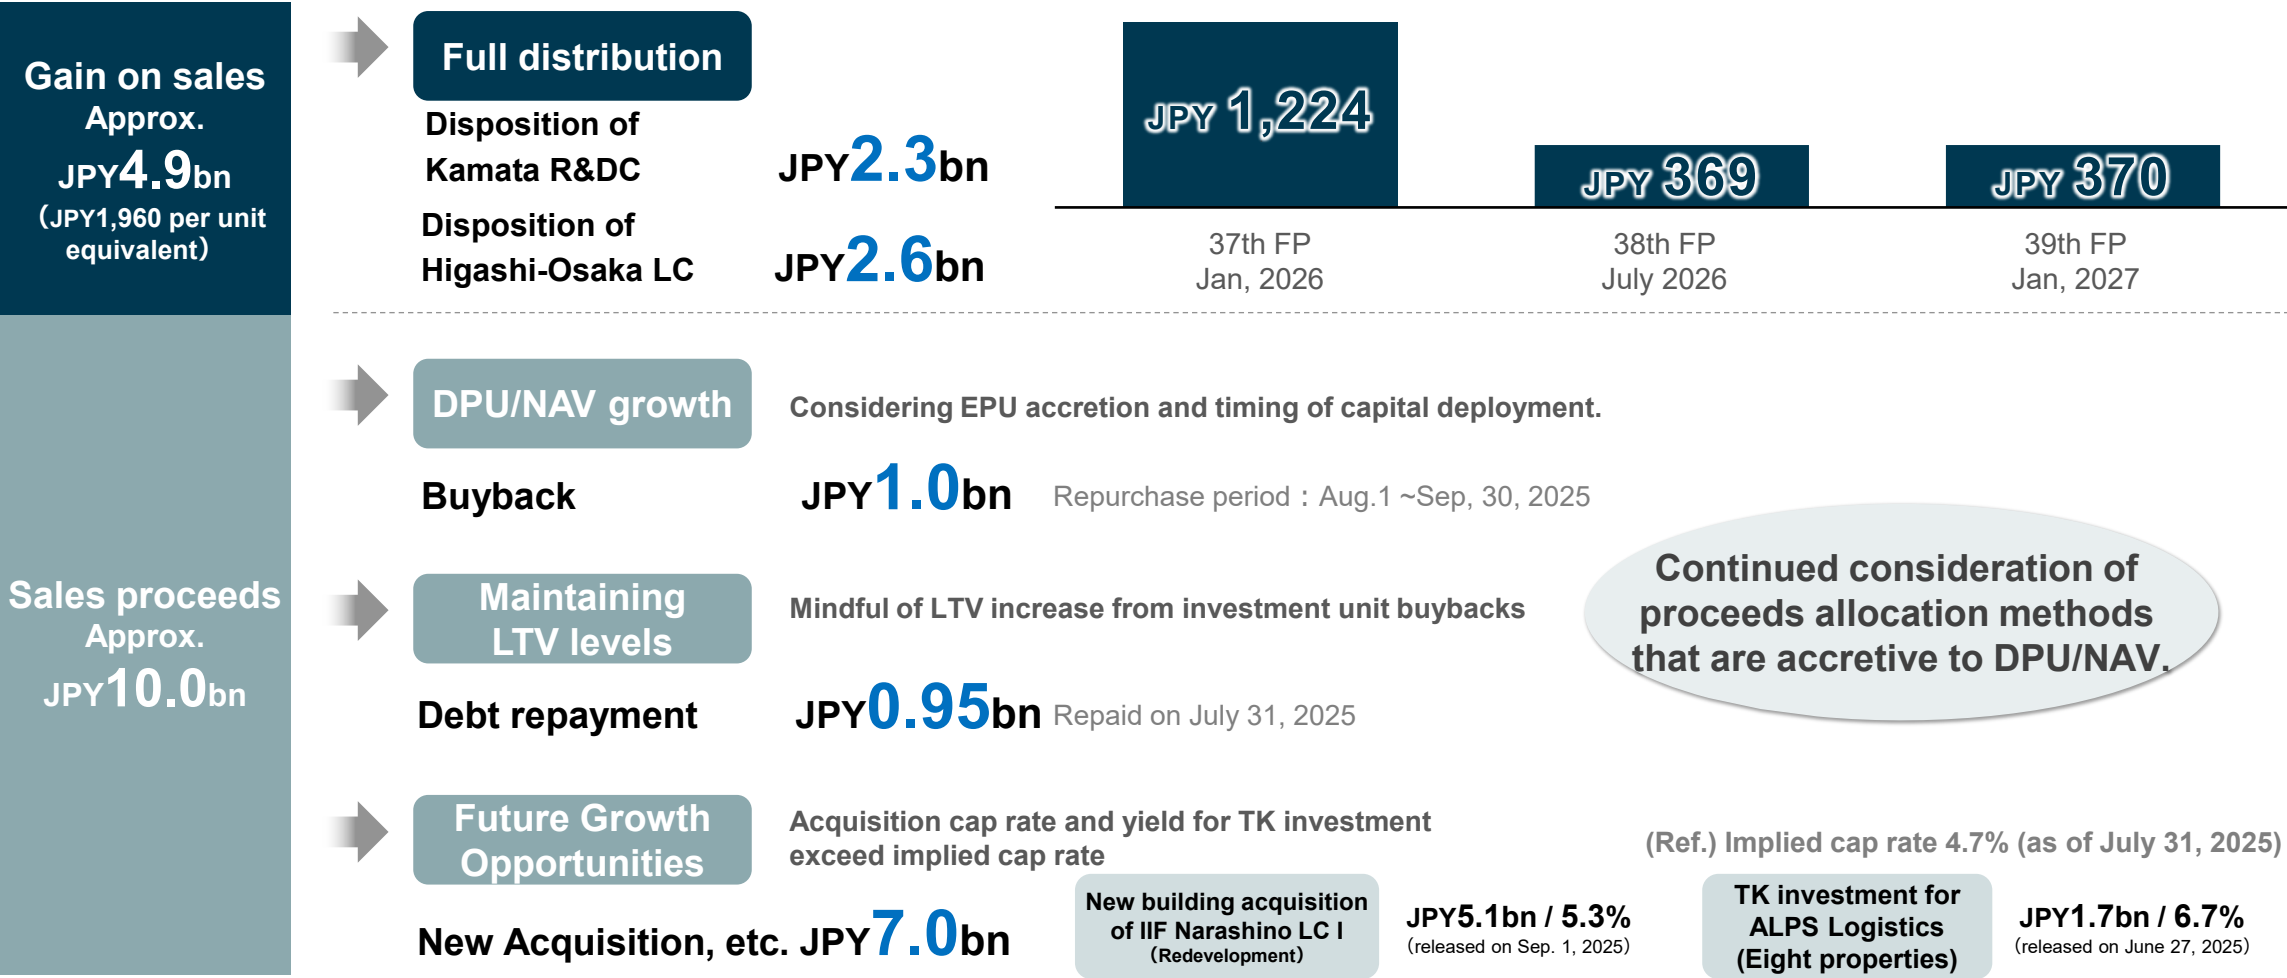 Gain on sales
Approx.
JPY4.9bn
（JPY1,960 per unit
equivalent）
Full distribution
Disposition of
Kamata R&DC
JPY2.3bn
Disposition of
Higashi-Osaka LC
JPY2.6bn
JPY 1,224
JPY 369
JPY 370
37th FP
Jan, 2026
38th FP
July 2026
39th FP
Jan, 2027
Sales proceeds
Approx.
JPY10.0bn
DPU/NAV growth
Considering EPU accretion and timing of capital deployment.
Buyback
JPY1.0bn
Repurchase period：Aug.1 ~Sep, 30, 2025
Maintaining
LTV levels
Mindful of LTV increase from investment unit buybacks
Debt repayment
JPY0.95bn
Repaid on July 31, 2025
Continued consideration of
proceeds allocation methods
that are accretive to DPU/NAV.
Future Growth
Opportunities
Acquisition cap rate and yield for TK investment
exceed implied cap rate
(Ref.) Implied cap rate 4.7% (as of July 31, 2025)
New Acquisition, etc. JPY7.0bn
New building acquisition
of IIF Narashino LC I
（Redevelopment）
JPY5.1bn / 5.3%
（released on Sep. 1, 2025）
TK investment for
ALPS Logistics
(Eight properties)
JPY1.7bn / 6.7%
（released on June 27, 2025）